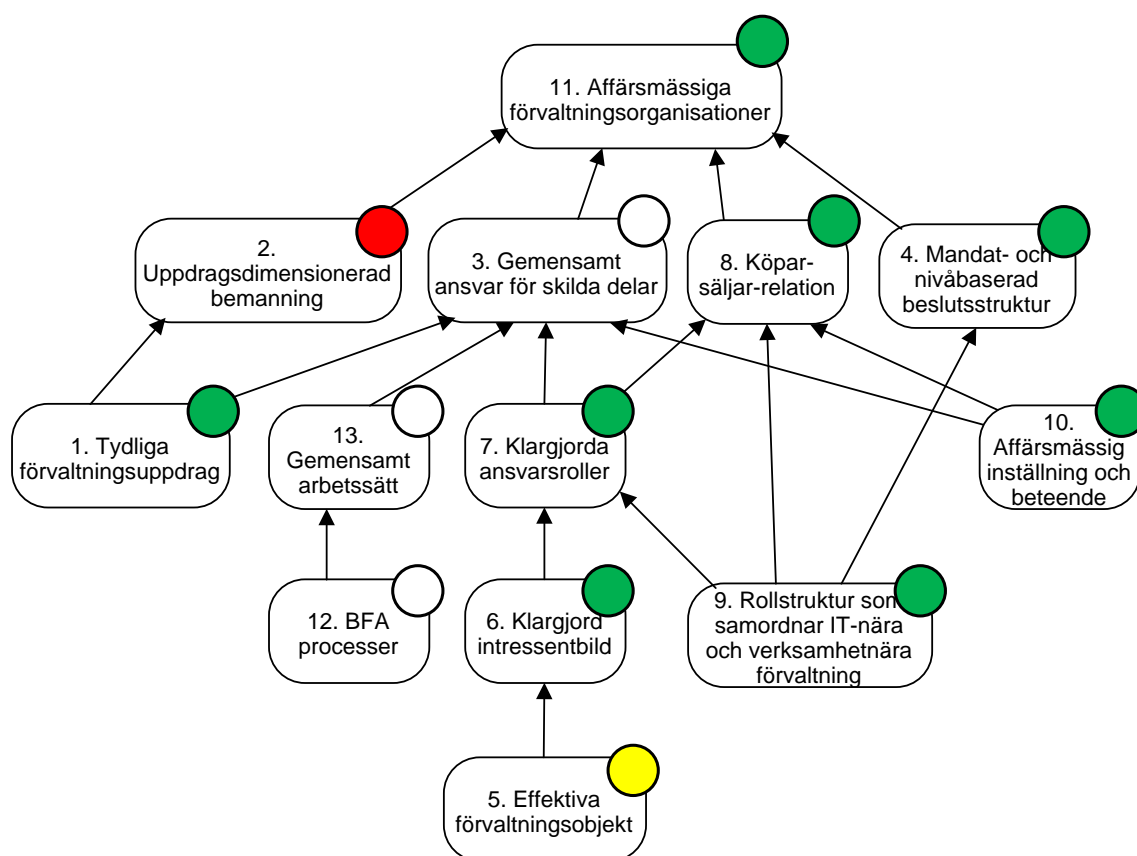 11. Affärsmässiga
förvaltningsorganisationer
2.
Uppdragsdimensionerad
bemanning
3. Gemensamt
ansvar för skilda delar
8. Köpar-
säljar-relation
4. Mandat- och
nivåbaserad
beslutsstruktur
1. Tydliga
förvaltningsuppdrag
13.
Gemensamt
arbetssätt
7. Klargjorda
ansvarsroller
10.
Affärsmässig
inställning och
beteende
12. BFA
processer
6. Klargjord
intressentbild
9. Rollstruktur som
samordnar IT-nära
och verksamhetnära
förvaltning
5. Effektiva
förvaltningsobjekt